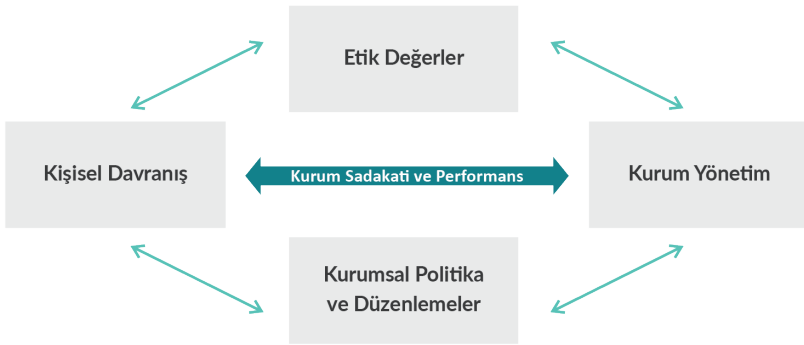 Etik Değerler
Kişisel Davranış
Kurum Sadakati ve Performans
Kurum Yönetim
Kurumsal Politika
ve Düzenlemeler